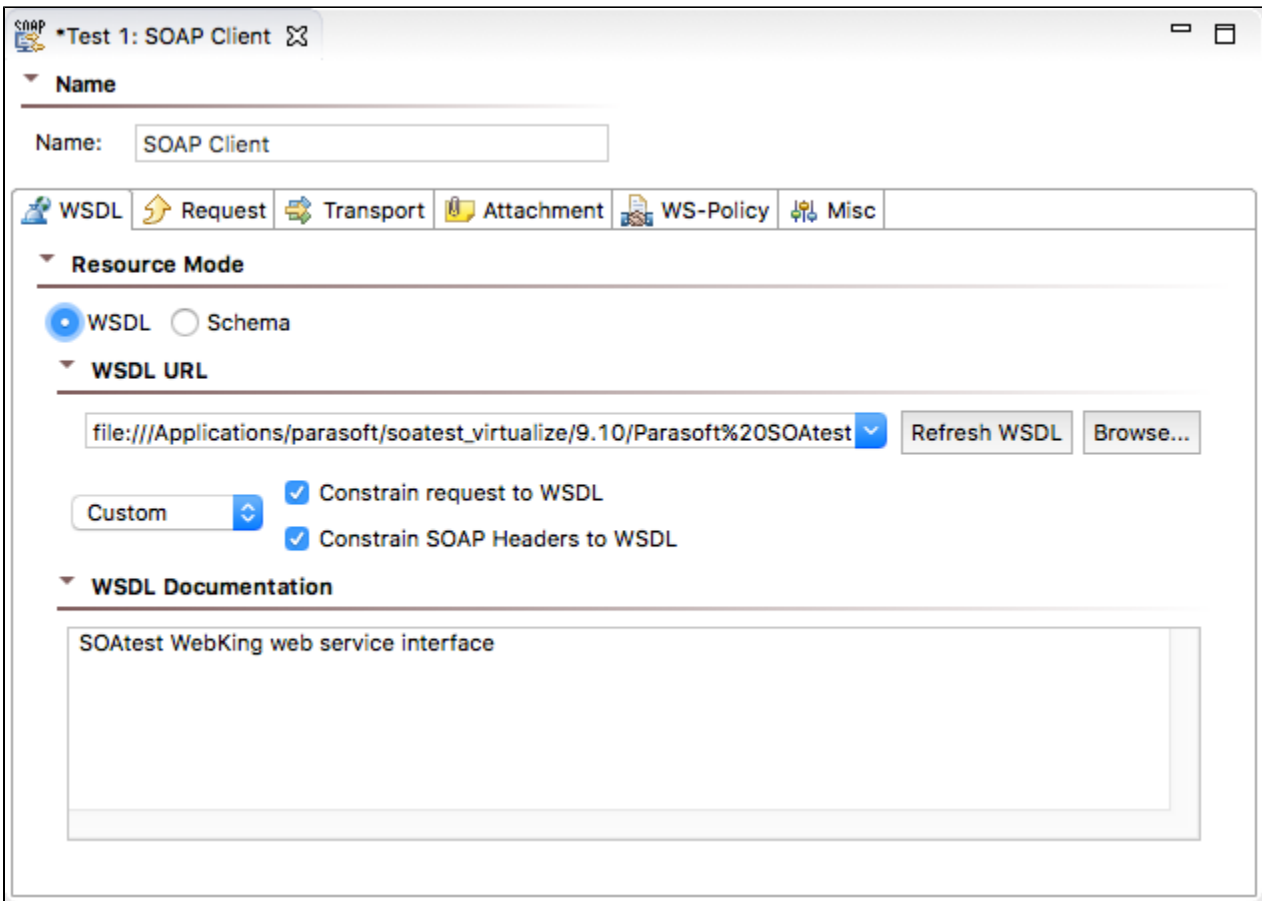 SOAP
*Test 1: SOAP Client
Name
Name: SOAP Client
WSDL Request Transport Attachment WS-Policy Misc
Resource Mode
WSDL Schema
WSDL URL
file:///Applications/parasoft/soatest_virtualize/9.10/Parasoft%20SOAtest Refresh WSDL Browse...
Custom Constrain request to WSDL
Constrain SOAP Headers to WSDL
WSDL Documentation
SOAtest WebKing web service interface